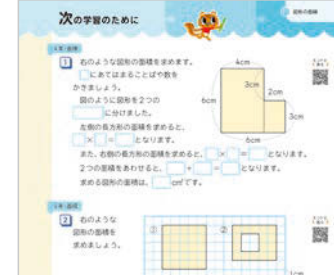 次の学習のために
図形の面積
4年・面積
1 右のような図形の面積を求めます。
□にあてはまることばや数を
かきましょう。
図のように図形を2つの
□に分けました。
左側の長方形の面積を求めると、
□×□=□となります。
また、右側の長方形の面積を求めると、□×□=□となります。
2つの面積をあわせると、□+□=□となります。
求める図形の面積は、□cm²です。
4cm
3cm
2cm
6cm
3cm
6cm
2 右のような
図形の面積を
求めましょう。
① ②
1cm